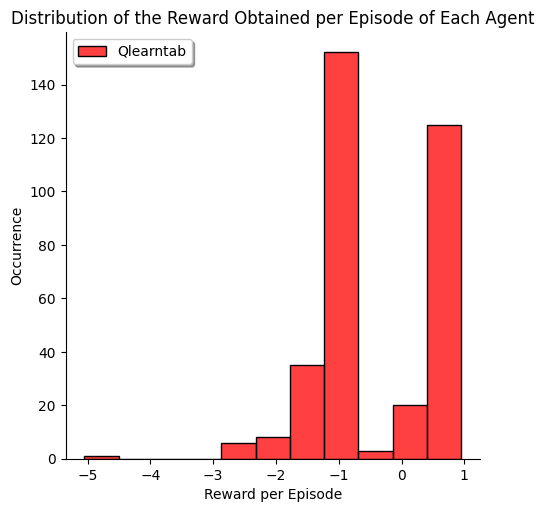 Distribution of the Reward Obtained per Episode of Each Agent
Qlearntab
140
120
100
80
60
40
20
0
Occurrence
−5 −4 −3 −2 −1 0 1
Reward per Episode